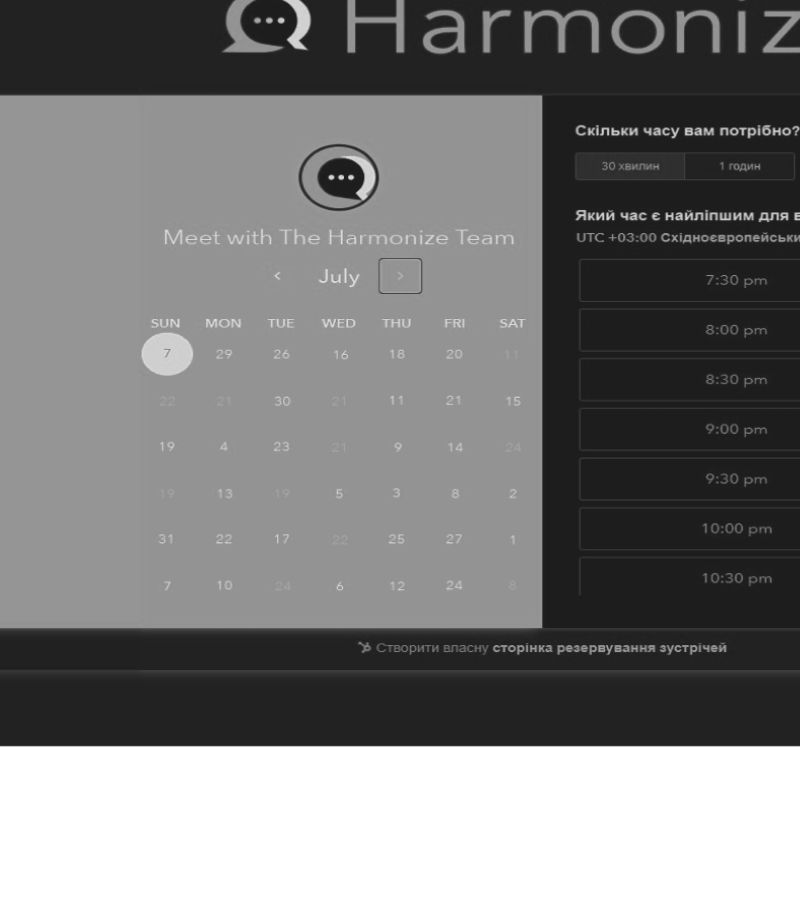 Harmoniz
Meet with The Harmonize Team
July
SUN MON TUE WED THU FRI SAT
7 29 26 16 18 20 11
22 21 30 21 11 21 15
19 4 23 21 9 14 24
19 13 19 5 3 8 2
31 22 17 22 25 27 1
7 10 24 6 12 24 8
Скільки часу вам потрібно?
30 хвилин 1 годин
Який час є найліпшим для в
UTC +03:00 Східноєвропейськи
7:30 pm
8:00 pm
8:30 pm
9:00 pm
9:30 pm
10:00 pm
10:30 pm
Створити власну сторінка резервування зустрічей